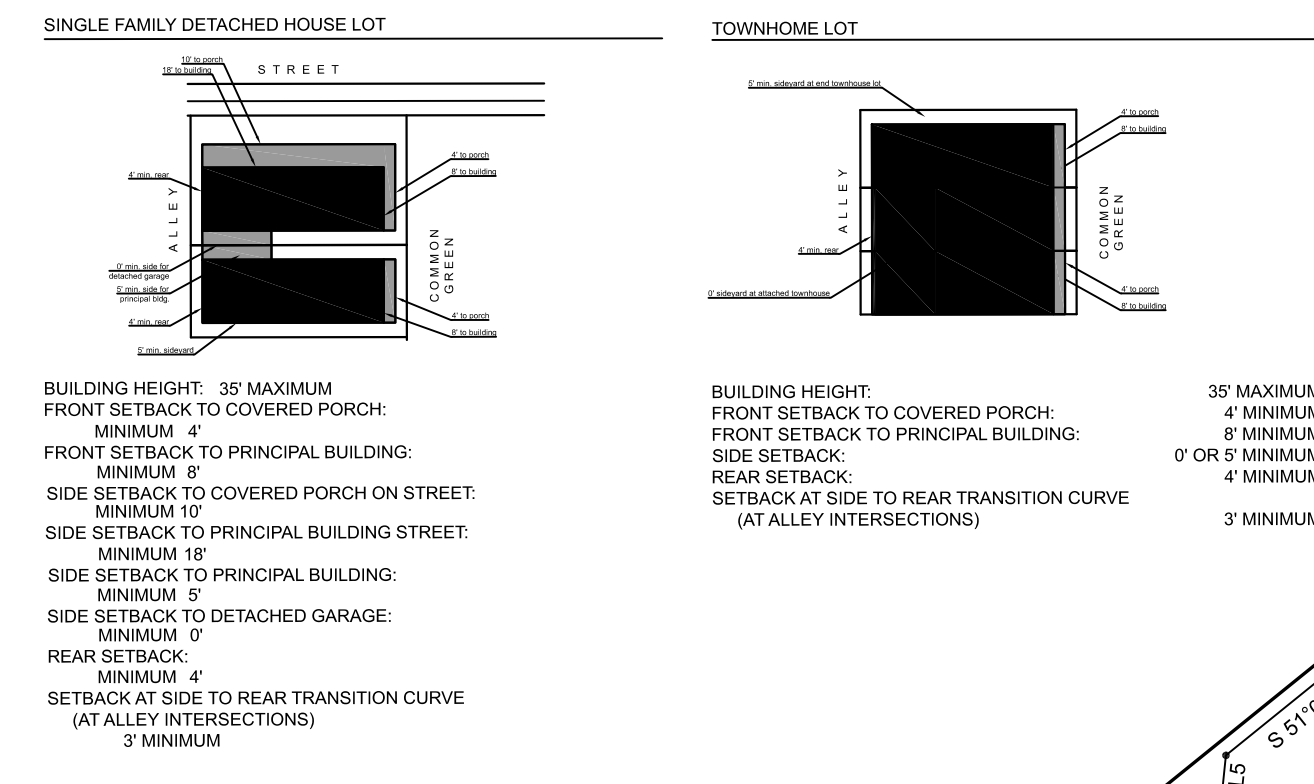 SINGLE FAMILY DETACHED HOUSE LOT
10' to porch
18' to building
STREET
4' to porch
8' to building
4' min. rear
ALLEY
COMMON
GREEN
0' min. side for
detached garage
5' min. side for
principal bldg.
4' min. rear
4' to porch
8' to building
5' min. sideyard
BUILDING HEIGHT: 35' MAXIMUM
FRONT SETBACK TO COVERED PORCH:
MINIMUM 4'
FRONT SETBACK TO PRINCIPAL BUILDING:
MINIMUM 8'
SIDE SETBACK TO COVERED PORCH ON STREET:
MINIMUM 10'
SIDE SETBACK TO PRINCIPAL BUILDING STREET:
MINIMUM 18'
SIDE SETBACK TO PRINCIPAL BUILDING:
MINIMUM 5'
SIDE SETBACK TO DETACHED GARAGE:
MINIMUM 0'
REAR SETBACK:
MINIMUM 4'
SETBACK AT SIDE TO REAR TRANSITION CURVE
(AT ALLEY INTERSECTIONS)
3' MINIMUM
TOWNHOME LOT
5' min. sideyard at end townhouse lot
4' to porch
8' to building
ALLEY
COMMON
GREEN
4' min. rear
0' sideyard at attached townhouse
4' to porch
8' to building
BUILDING HEIGHT: 35' MAXIMUM
FRONT SETBACK TO COVERED PORCH: 4' MINIMUM
FRONT SETBACK TO PRINCIPAL BUILDING: 8' MINIMUM
SIDE SETBACK: 0' OR 5' MINIMUM
REAR SETBACK: 4' MINIMUM
SETBACK AT SIDE TO REAR TRANSITION CURVE
(AT ALLEY INTERSECTIONS) 3' MINIMUM
S 51°